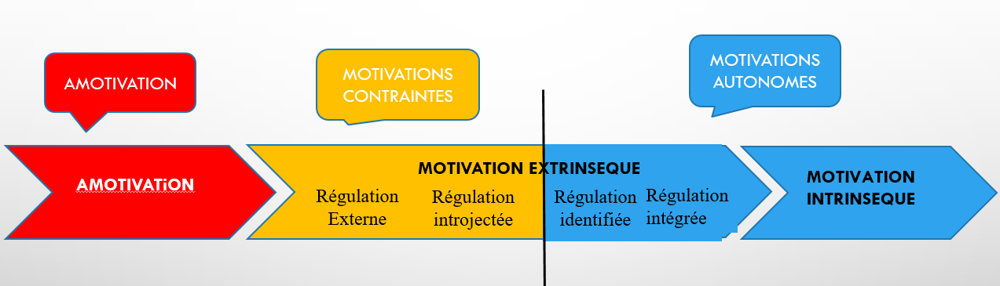 AMOTIVATION
MOTIVATIONS
CONTRAINTES
MOTIVATIONS
AUTONOMES
AMOTIVATiON
MOTIVATION EXTRINSEQUE
Régulation
Externe
Régulation
introjectée
Régulation
identifiée
Régulation
intégrée
MOTIVATION
INTRINSEQUE